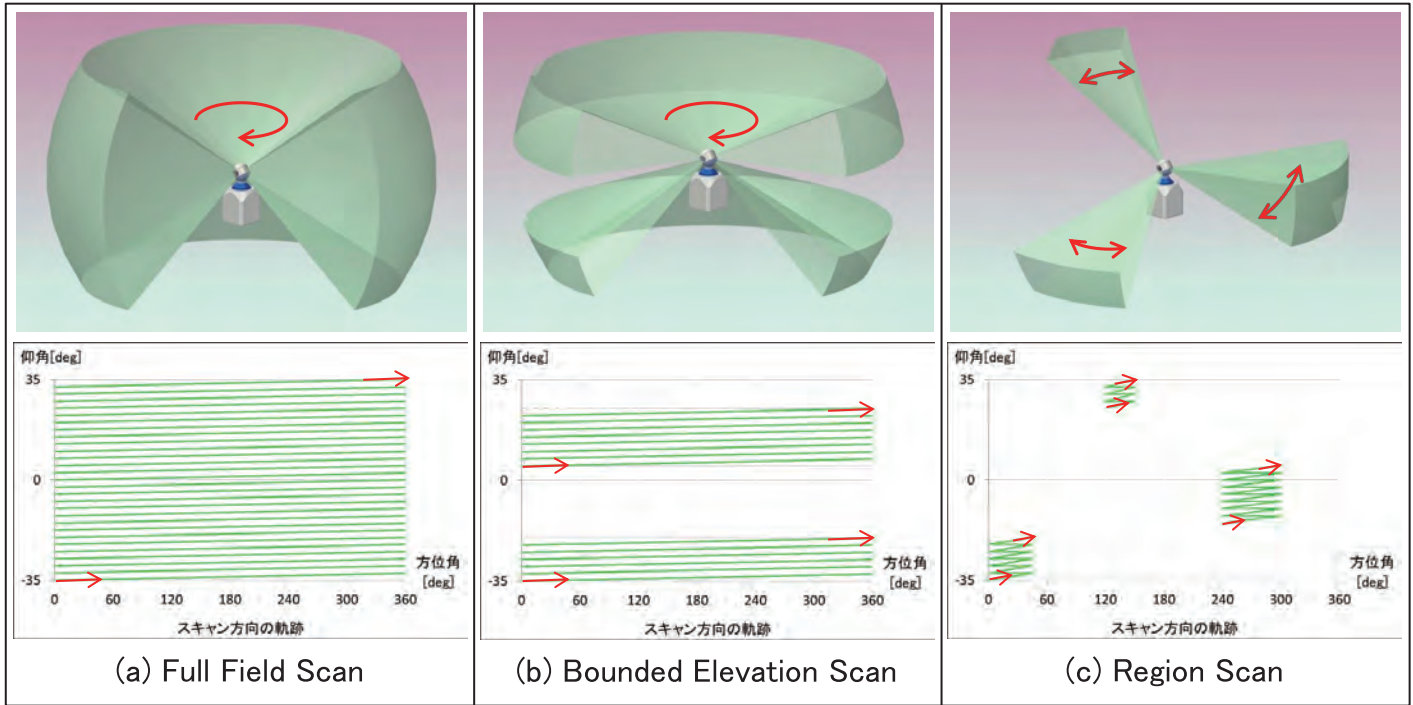 仰角[deg]
35
0
-35
0 60 120 180 240 300 360
方位角
[deg]
スキャン方向の軌跡
(a) Full Field Scan
仰角[deg]
35
0
-35
0 60 120 180 240 300 360
方位角
[deg]
スキャン方向の軌跡
(b) Bounded Elevation Scan
仰角[deg]
35
0
-35
0 60 120 180 240 300 360
方位角
[deg]
スキャン方向の軌跡
(c) Region Scan